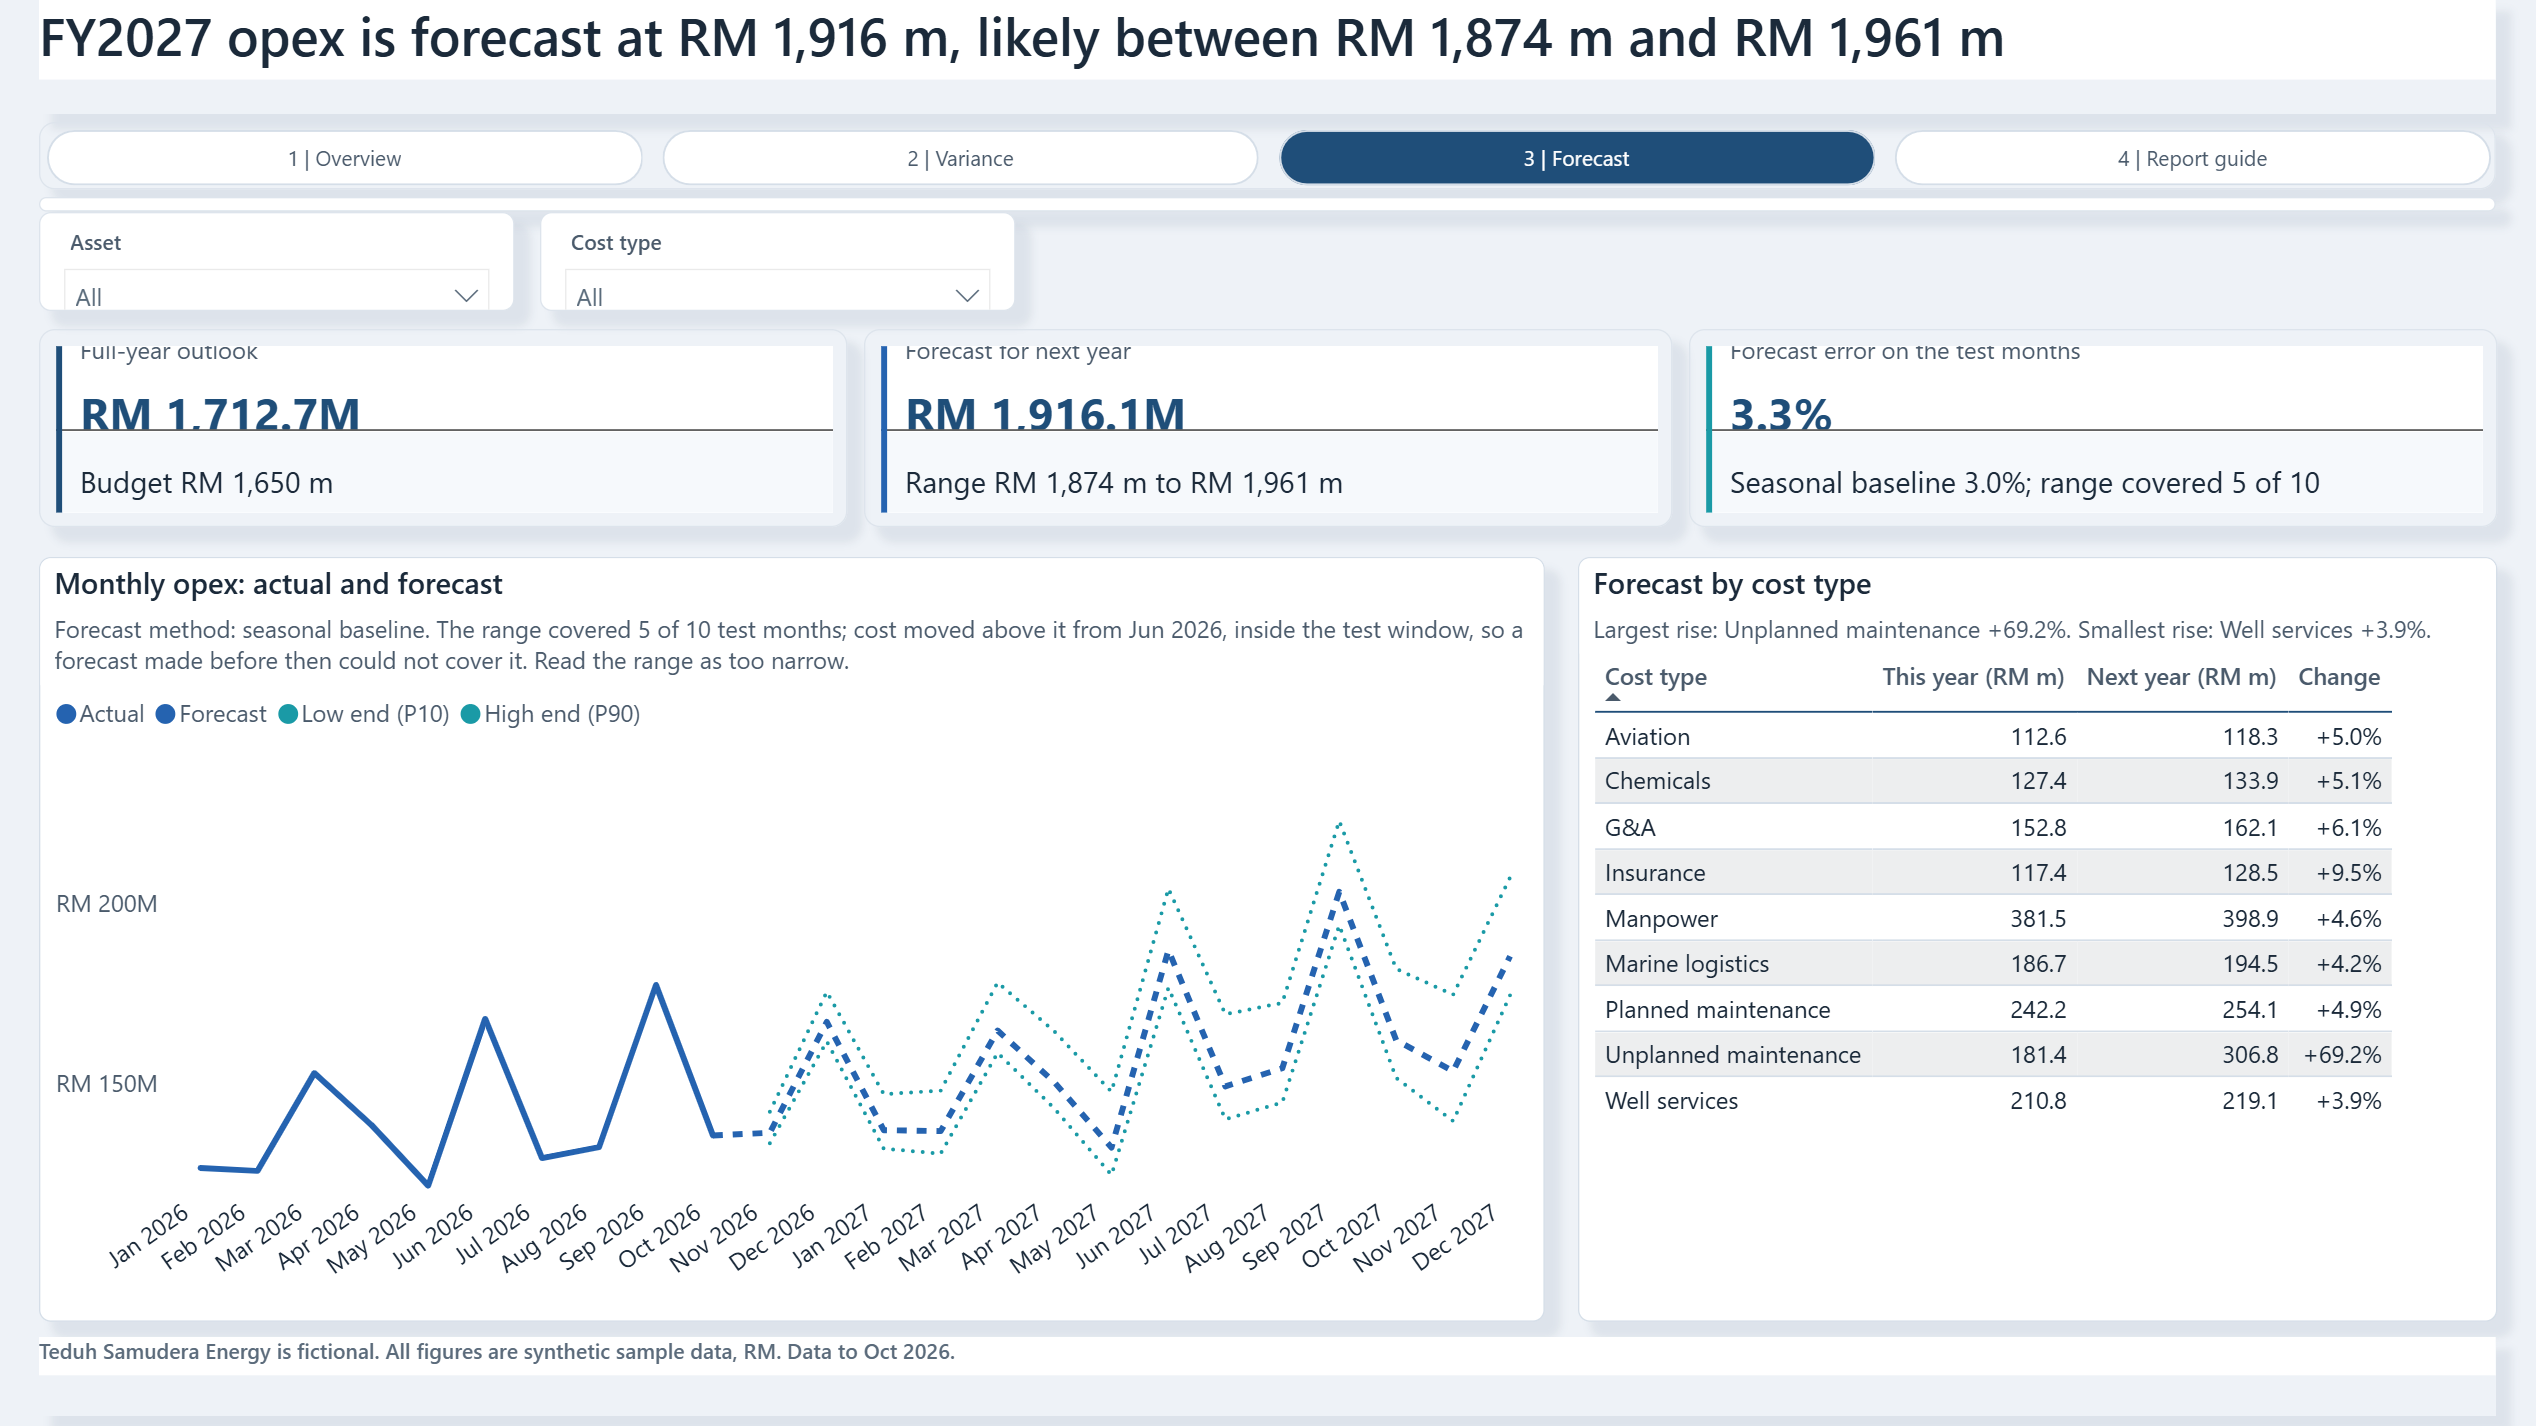 FY2027 opex is forecast at RM 1,916 m, likely between RM 1,874 m and RM 1,961 m
1 | Overview
2 | Variance
3 | Forecast
4 | Report guide
Asset
All
Cost type
All
Full-year outlook
RM 1,712.7M
Budget RM 1,650 m
Forecast for next year
RM 1,916.1M
Range RM 1,874 m to RM 1,961 m
Forecast error on the test months
3.3%
Seasonal baseline 3.0%; range covered 5 of 10
Monthly opex: actual and forecast
Forecast method: seasonal baseline. The range covered 5 of 10 test months; cost moved above it from Jun 2026, inside the test window, so a
forecast made before then could not cover it. Read the range as too narrow.
Actual Forecast Low end (P10) High end (P90)
RM 200M
RM 150M
Jan 2026
Feb 2026
Mar 2026
Apr 2026
May 2026
Jun 2026
Jul 2026
Aug 2026
Sep 2026
Oct 2026
Nov 2026
Dec 2026
Jan 2027
Feb 2027
Mar 2027
Apr 2027
May 2027
Jun 2027
Jul 2027
Aug 2027
Sep 2027
Oct 2027
Nov 2027
Dec 2027
Forecast by cost type
Largest rise: Unplanned maintenance +69.2%. Smallest rise: Well services +3.9%.
Cost type This year (RM m) Next year (RM m) Change
Aviation 112.6 118.3 +5.0%
Chemicals 127.4 133.9 +5.1%
G&A 152.8 162.1 +6.1%
Insurance 117.4 128.5 +9.5%
Manpower 381.5 398.9 +4.6%
Marine logistics 186.7 194.5 +4.2%
Planned maintenance 242.2 254.1 +4.9%
Unplanned maintenance 181.4 306.8 +69.2%
Well services 210.8 219.1 +3.9%
Teduh Samudera Energy is fictional. All figures are synthetic sample data, RM. Data to Oct 2026.